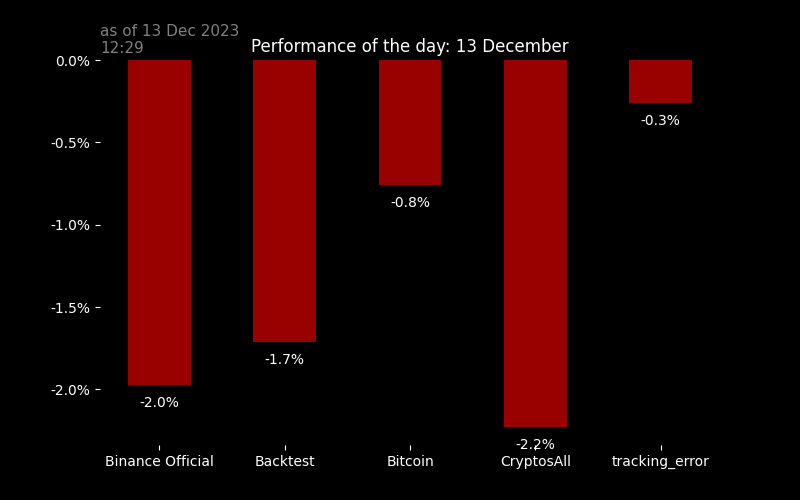 as of 13 Dec 2023
12:29
Performance of the day: 13 December
0.0%
-0.5%
-1.0%
-1.5%
-2.0%
-2.0%
-1.7%
-0.8%
-2.2%
-0.3%
Binance Official
Backtest
Bitcoin
CryptosAll
tracking_error